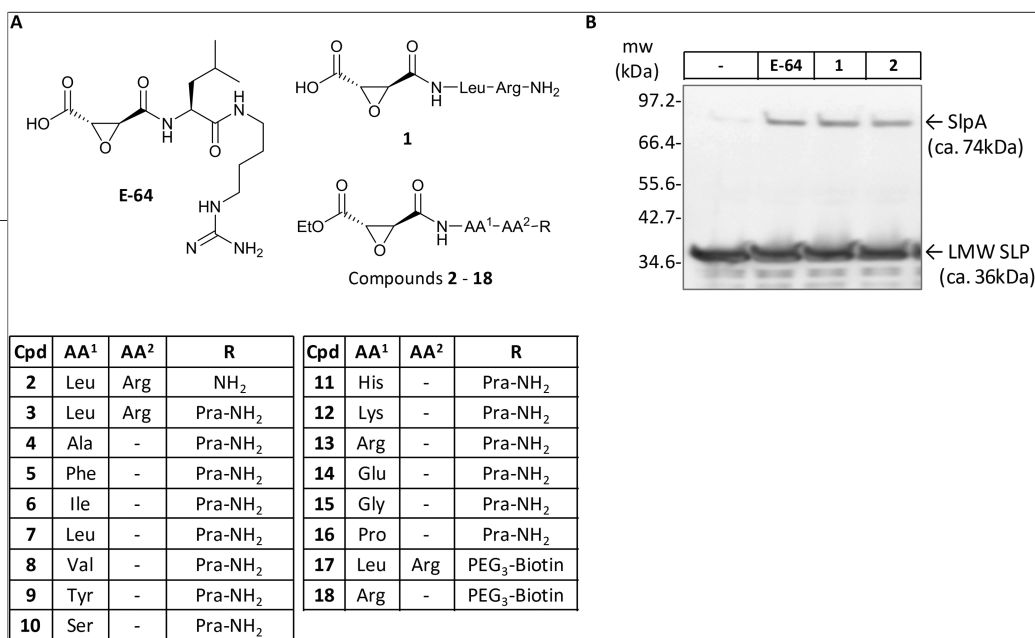 A
O
HO
O
O
N
H
O
H
N
HN
N
NH₂
E-64
O
HO
O
O
N
H
Leu-Arg-NH₂
1
O
EtO
O
O
N
H
AA¹-AA²-R
Compounds 2 - 18
B
mw
(kDa)
- E-64 1 2
97.2-
66.4-
55.6-
42.7-
34.6-
← SlpA
(ca. 74kDa)
← LMW SLP
(ca. 36kDa)
Cpd AA¹ AA² R
2 Leu Arg NH₂
3 Leu Arg Pra-NH₂
4 Ala - Pra-NH₂
5 Phe - Pra-NH₂
6 Ile - Pra-NH₂
7 Leu - Pra-NH₂
8 Val - Pra-NH₂
9 Tyr - Pra-NH₂
10 Ser - Pra-NH₂
Cpd AA¹ AA² R
11 His - Pra-NH₂
12 Lys - Pra-NH₂
13 Arg - Pra-NH₂
14 Glu - Pra-NH₂
15 Gly - Pra-NH₂
16 Pro - Pra-NH₂
17 Leu Arg PEG₃-Biotin
18 Arg - PEG₃-Biotin